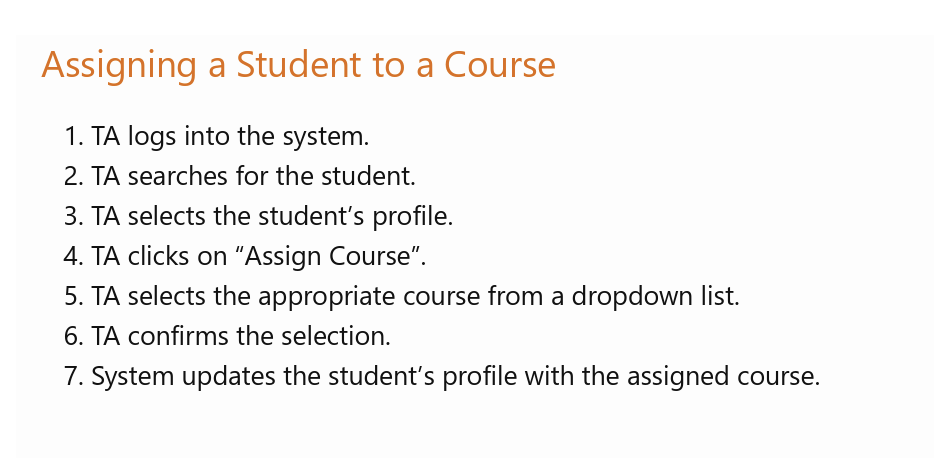 Assigning a Student to a Course
1. TA logs into the system.
2. TA searches for the student.
3. TA selects the student’s profile.
4. TA clicks on “Assign Course”.
5. TA selects the appropriate course from a dropdown list.
6. TA confirms the selection.
7. System updates the student’s profile with the assigned course.